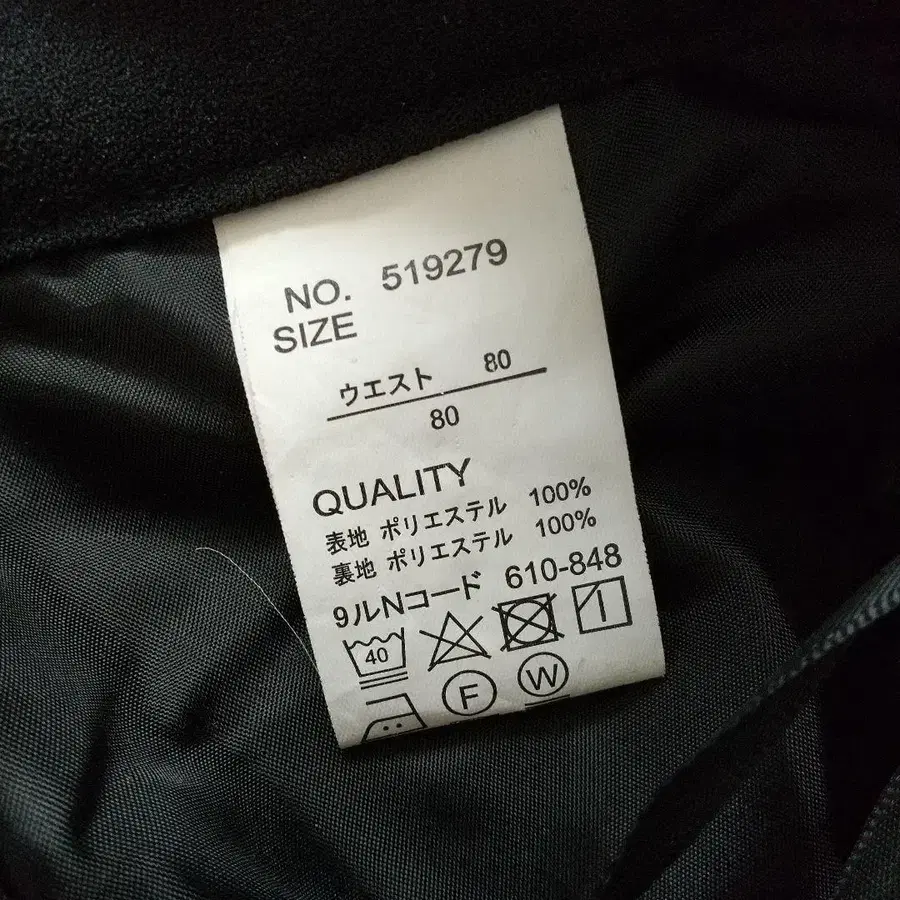 NO. 519279
SIZE
ウエスト 80
80
QUALITY
表地 ポリエステル 100%
裏地 ポリエステル 100%
9ルNコード 610-848
40
F W